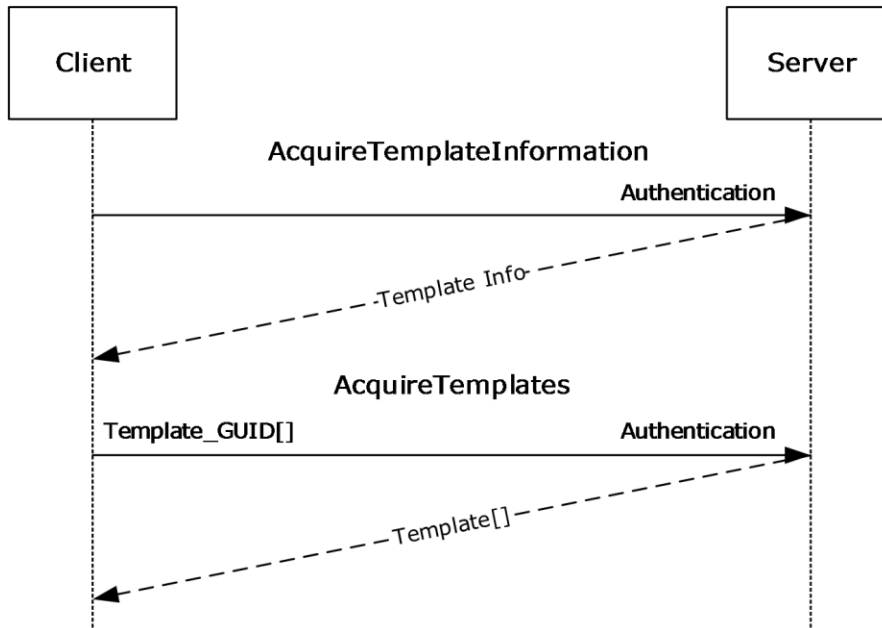 Client
Server
AcquireTemplateInformation
Authentication
Template Info
AcquireTemplates
Template_GUID[]
Authentication
Template[]